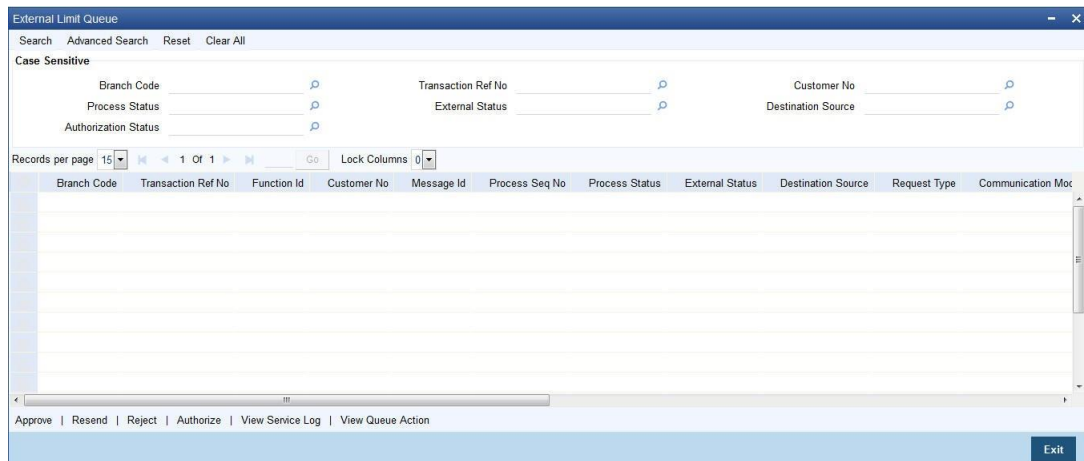 External Limit Queue
Search Advanced Search Reset Clear All
Case Sensitive
Branch Code Transaction Ref No Customer No
Process Status External Status Destination Source
Authorization Status
Records per page 15 1 Of 1 Go Lock Columns 0
Branch Code Transaction Ref No Function Id Customer No Message Id Process Seq No Process Status External Status Destination Source Request Type Communication Mod
Approve | Resend | Reject | Authorize | View Service Log | View Queue Action
Exit